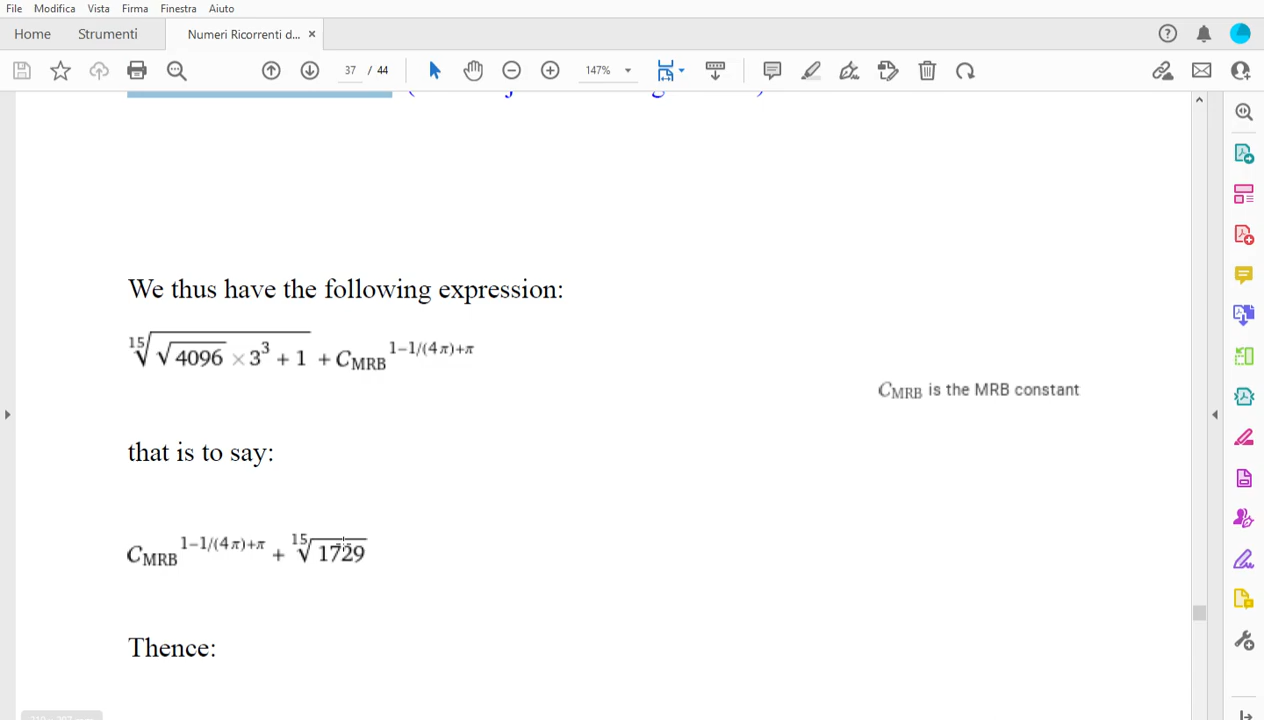 File Modifica Vista Firma Finestra Aiuto
Home Strumenti Numeri Ricorrenti d... ×
37 / 44 147%
We thus have the following expression:
¹⁵√(√4096 × 3³ + 1) + C_MRB^(1−1/(4π)+π)
C_MRB is the MRB constant
that is to say:
C_MRB^(1−1/(4π)+π) + ¹⁵√1729
Thence: